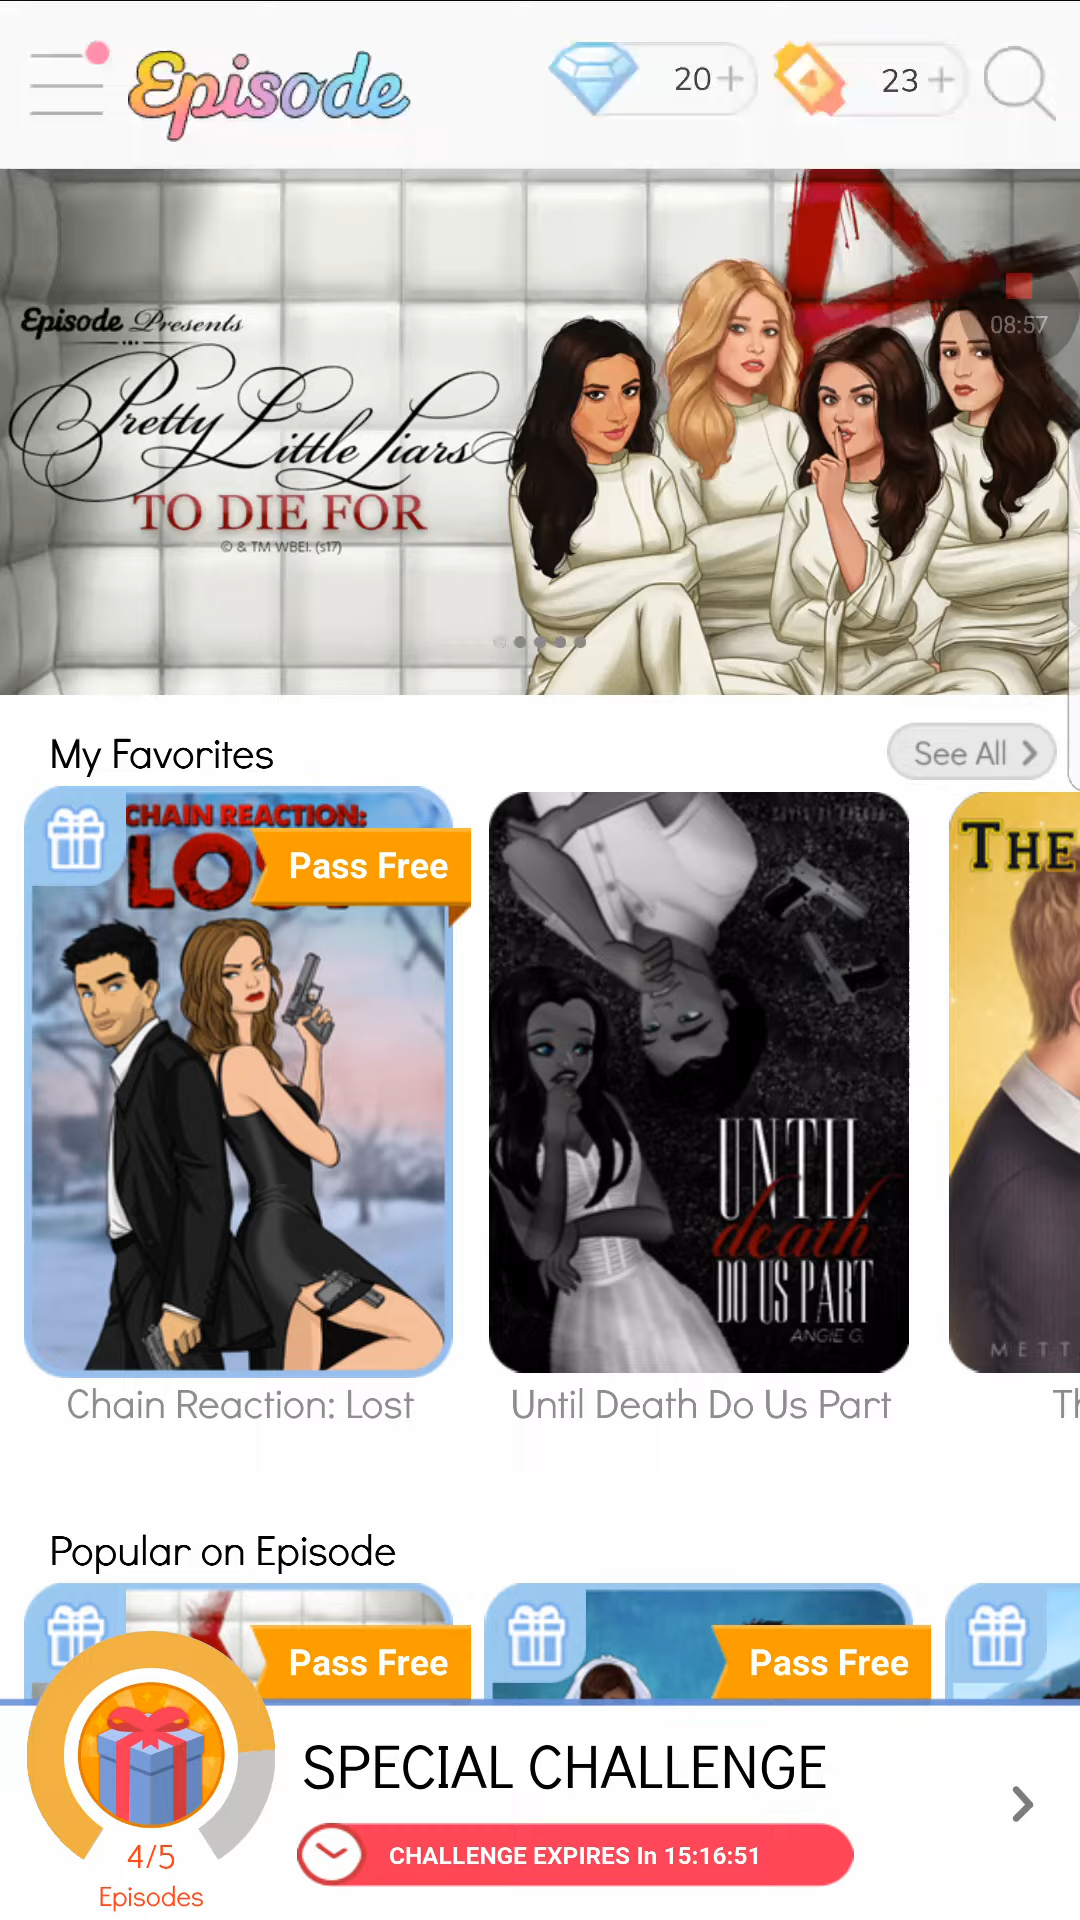 Episode
20
23
08:57
Episode Presents
Pretty Little Liars
TO DIE FOR
© & TM WBEI. (s17)
My Favorites
See All
CHAIN REACTION:
Pass Free
THE
UNTIL
death
DO US PART
ANGIE G.
METT
Chain Reaction: Lost
Until Death Do Us Part
Th
Popular on Episode
Pass Free
Pass Free
SPECIAL CHALLENGE
CHALLENGE EXPIRES In 15:16:51
4/5
Episodes